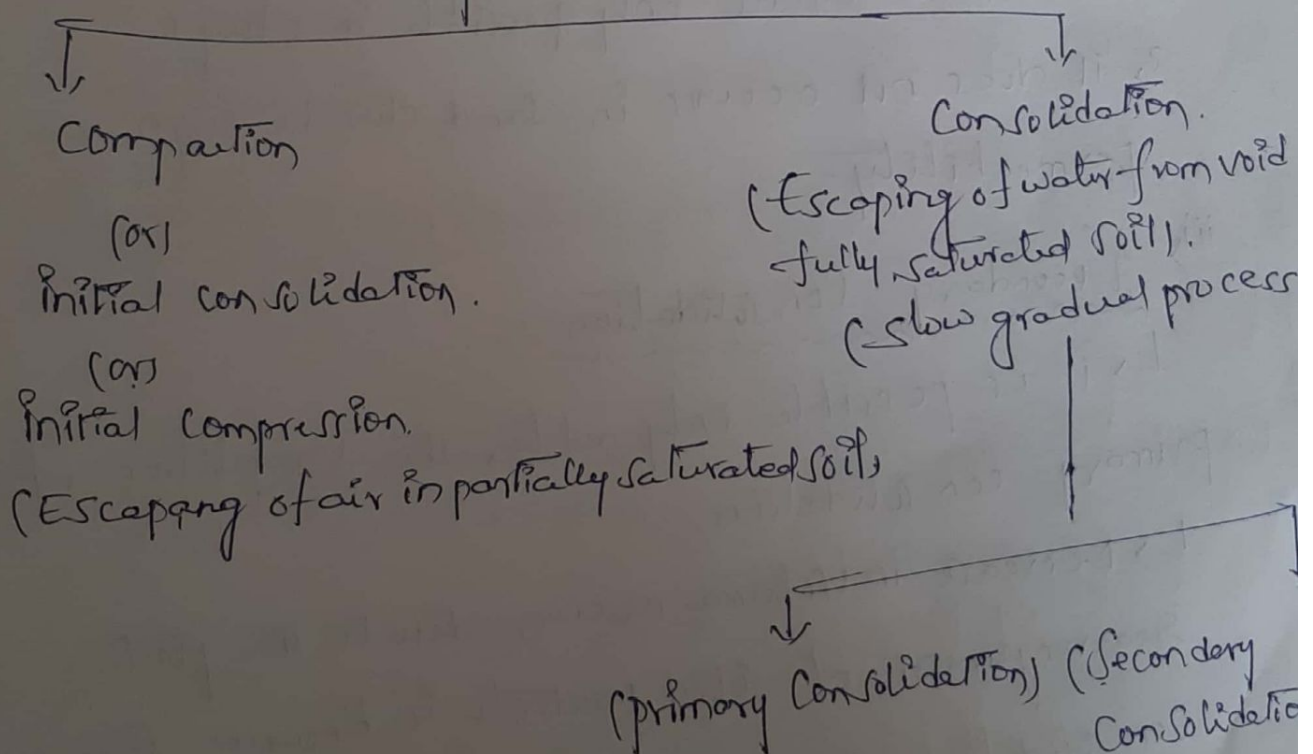 Compaction
(or)
initial consolidation.
(or)
initial compression.
(Escapang of air in partially saturated soil)
Consolidation.
(Escaping of water from void
fully saturated soil).
(slow gradual process
(primary Consolidation) (Secondary
Consolidatio